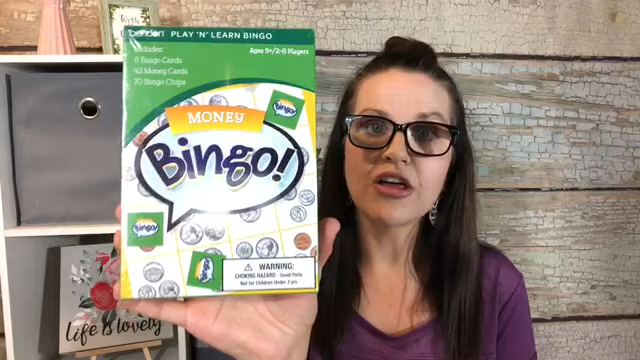 bendon PLAY 'N' LEARN BINGO
Includes:
6 Bingo Cards
42 Money Cards
70 Bingo Chips
Ages 5+/2-6 Players
MONEY
Bingo!
Bingo!
Bingo!
WARNING:
CHOKING HAZARD - Small Parts
Not for Children Under 3 yrs.
Life is lovely